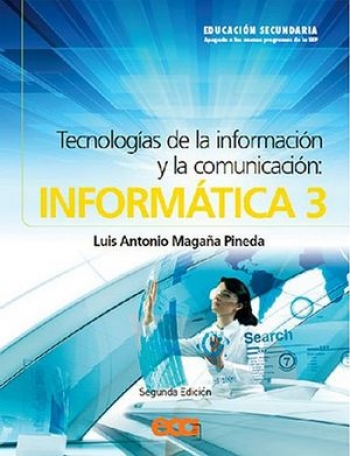 EDUCACIÓN SECUNDARIA
Apegado a los nuevos programas de la SEP
Tecnologías de la información
y la comunicación:
INFORMÁTICA 3
Luis Antonio Magaña Pineda
Search
7
Segunda Edición